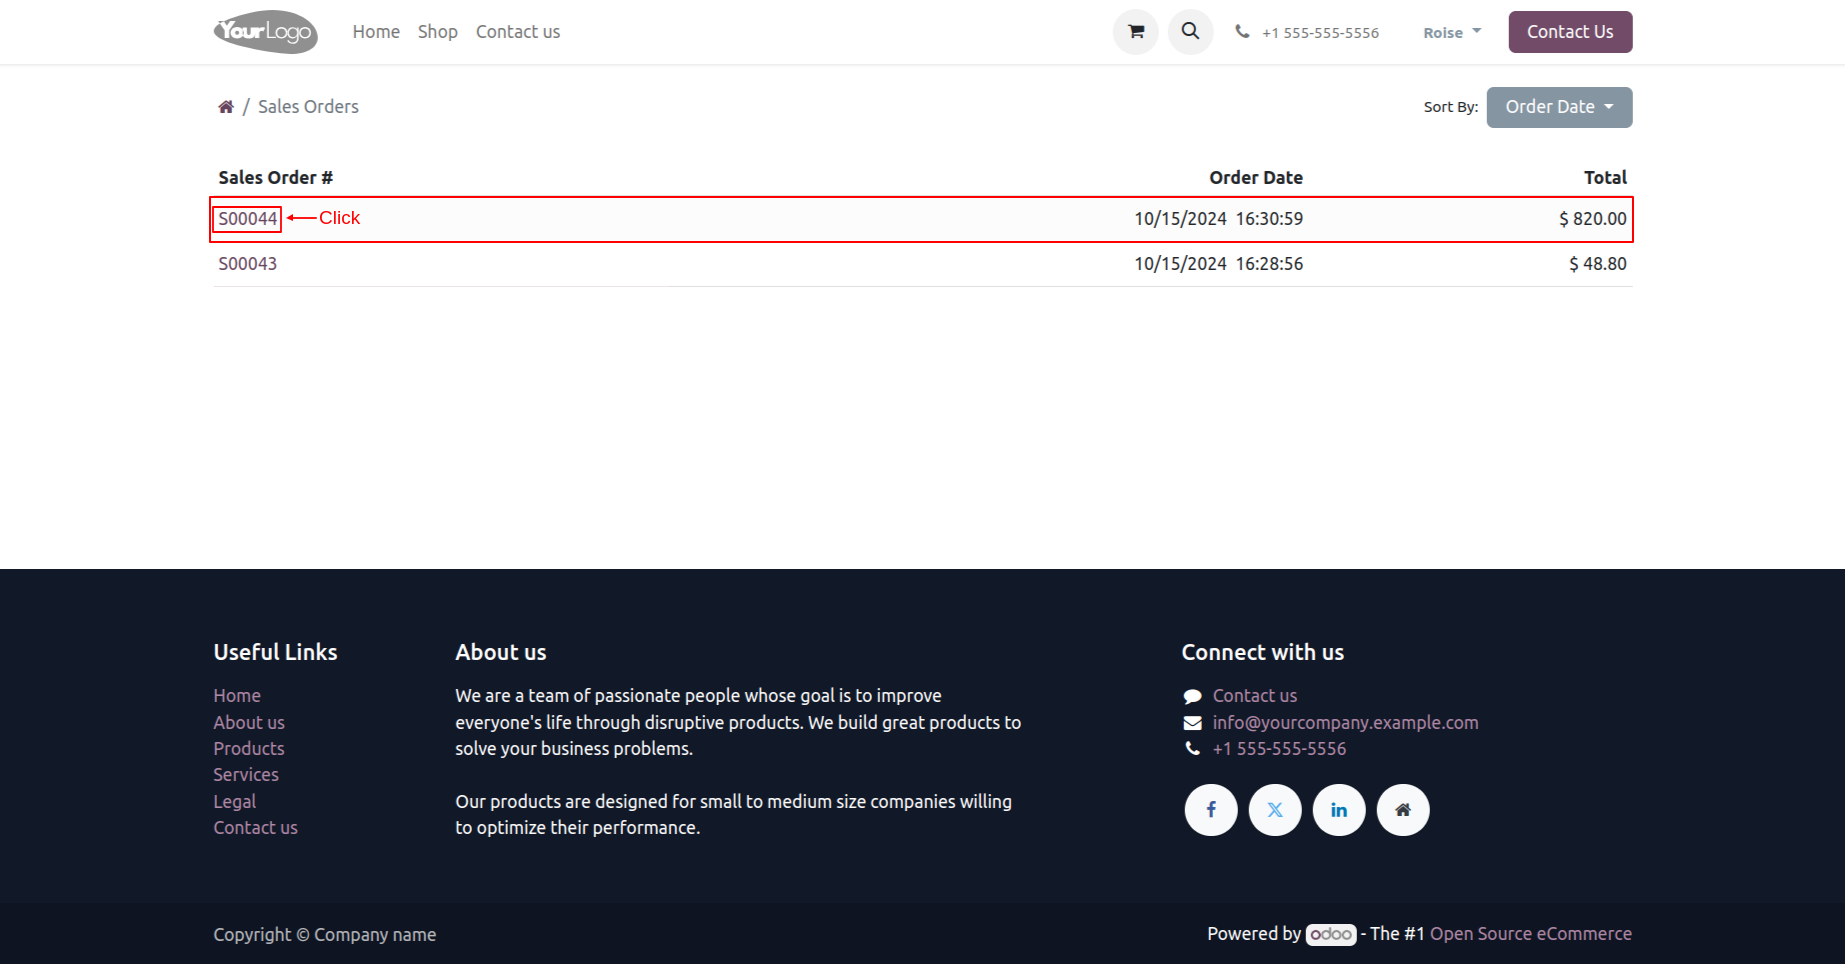 YourLogo Home Shop Contact us +1 555-555-5556 Roise Contact Us
/ Sales Orders Sort By: Order Date
Sales Order # Order Date Total
S00044 Click 10/15/2024 16:30:59 $ 820.00
S00043 10/15/2024 16:28:56 $ 48.80
Useful Links
Home
About us
Products
Services
Legal
Contact us
About us
We are a team of passionate people whose goal is to improve
everyone's life through disruptive products. We build great products to
solve your business problems.
Our products are designed for small to medium size companies willing
to optimize their performance.
Connect with us
Contact us
info@yourcompany.example.com
+1 555-555-5556
Copyright © Company name
Powered by odoo - The #1 Open Source eCommerce